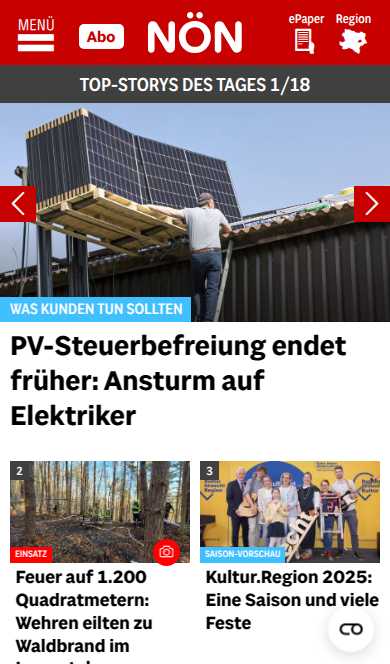 MENÜ
Abo
NÖN
ePaper
Region
TOP-STORYS DES TAGES 1/18
WAS KUNDEN TUN SOLLTEN
PV-Steuerbefreiung endet
früher: Ansturm auf
Elektriker
2
EINSATZ
Feuer auf 1.200
Quadratmetern:
Wehren eilten zu
Waldbrand im
3
SAISON-VORSCHAU
Kultur.Region 2025:
Eine Saison und viele
Feste